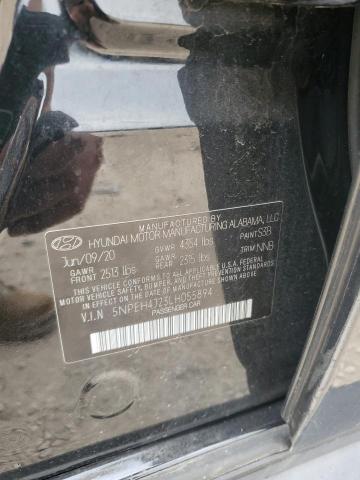 MANUFACTURED BY
HYUNDAI MOTOR MANUFACTURING ALABAMA, LLC
Jun/09/20 GVWR 4354 lbs PAINT S3B
GAWR FRONT 2513 lbs GAWR REAR 2315 lbs TRIM NNB
THIS VEHICLE CONFORMS TO ALL APPLICABLE
FEDERAL MOTOR VEHICLE SAFETY, BUMPER, AND THEFT PREVENTION
STANDARDS IN EFFECT ON THE DATE OF MANUFACTURE SHOWN ABOVE
V.I.N 5NPEH4J23LH055894
PASSENGER CAR